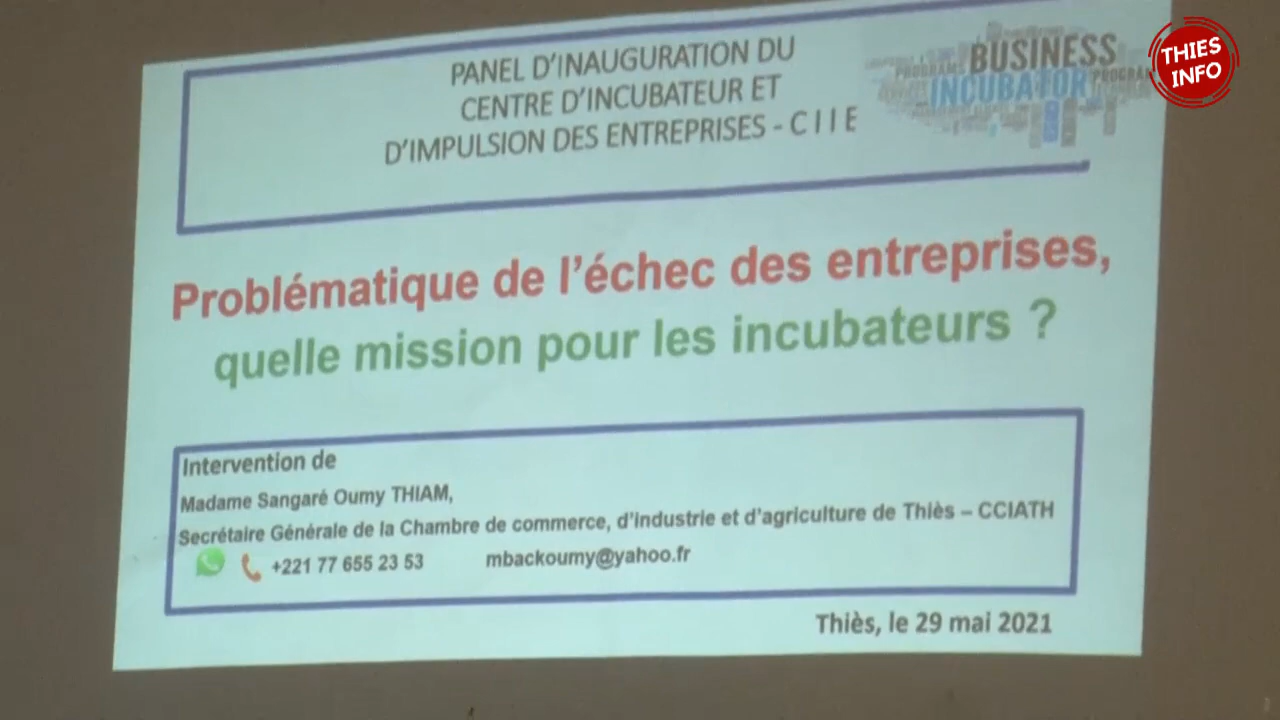 PANEL D'INAUGURATION DU
CENTRE D'INCUBATEUR ET
D'IMPULSION DES ENTREPRISES - C I I E
BUSINESS
INCUBATOR
THIES
INFO
Problématique de l'échec des entreprises,
quelle mission pour les incubateurs ?
Intervention de
Madame Sangaré Oumy THIAM,
Secrétaire Générale de la Chambre de commerce, d'industrie et d'agriculture de Thiès – CCIATH
+221 77 655 23 53 mbackoumy@yahoo.fr
Thiès, le 29 mai 2021